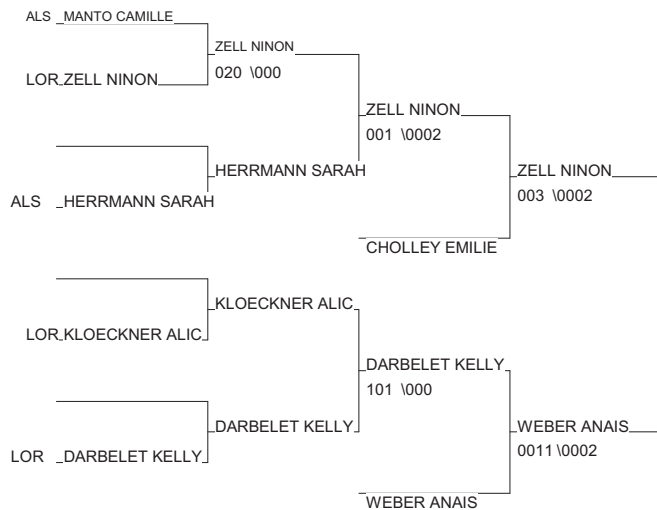 ALS MANTO CAMILLE
ZELL NINON
020 \000
LOR ZELL NINON
ZELL NINON
001 \0002
HERRMANN SARAH
ZELL NINON
003 \0002
ALS HERRMANN SARAH
CHOLLEY EMILIE
KLOECKNER ALIC
LOR KLOECKNER ALIC
DARBELET KELLY
101 \000
DARBELET KELLY
WEBER ANAIS
0011 \0002
LOR DARBELET KELLY
WEBER ANAIS